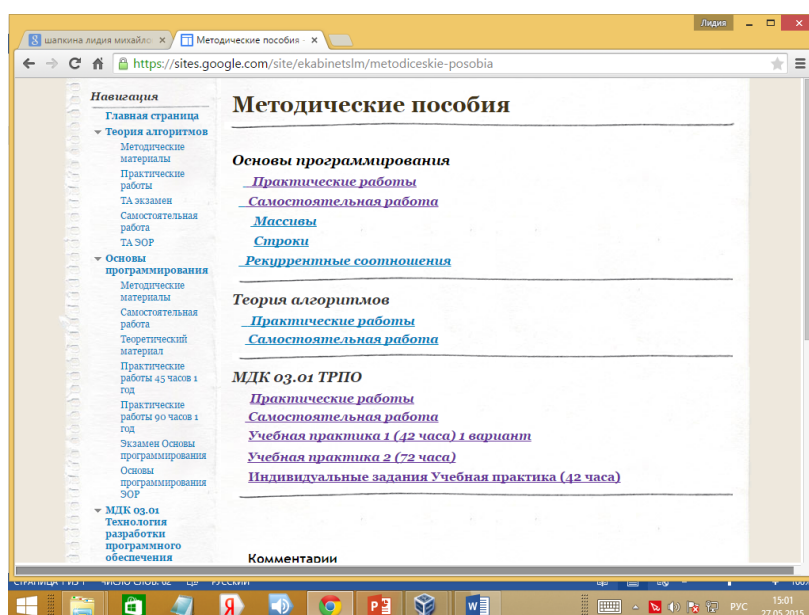 Лидия
шапкина лидия михайло
Методические пособия -
https://sites.google.com/site/ekabinetslm/metodiceskie-posobia
Навигация
Главная страница
Теория алгоритмов
Методические
материалы
Практические
работы
ТА экзамен
Самостоятельная
работа
ТА ЭОР
Основы
программирования
Методические
материалы
Самостоятельная
работа
Теоретический
материал
Практические
работы 45 часов 1
год
Практические
работы 90 часов 1
год
Экзамен Основы
программирования
Основы
программирования
ЭОР
МДК 03.01
Технология
разработки
программного
обеспечения
Методические пособия
Основы программирования
Практические работы
Самостоятельная работа
Массивы
Строки
Рекуррентные соотношения
Теория алгоритмов
Практические работы
Самостоятельная работа
МДК 03.01 ТРПО
Практические работы
Самостоятельная работа
Учебная практика 1 (42 часа) 1 вариант
Учебная практика 2 (72 часа)
Индивидуальные задания Учебная практика (42 часа)
Комментарии
РУС
15:01
27.05.2015